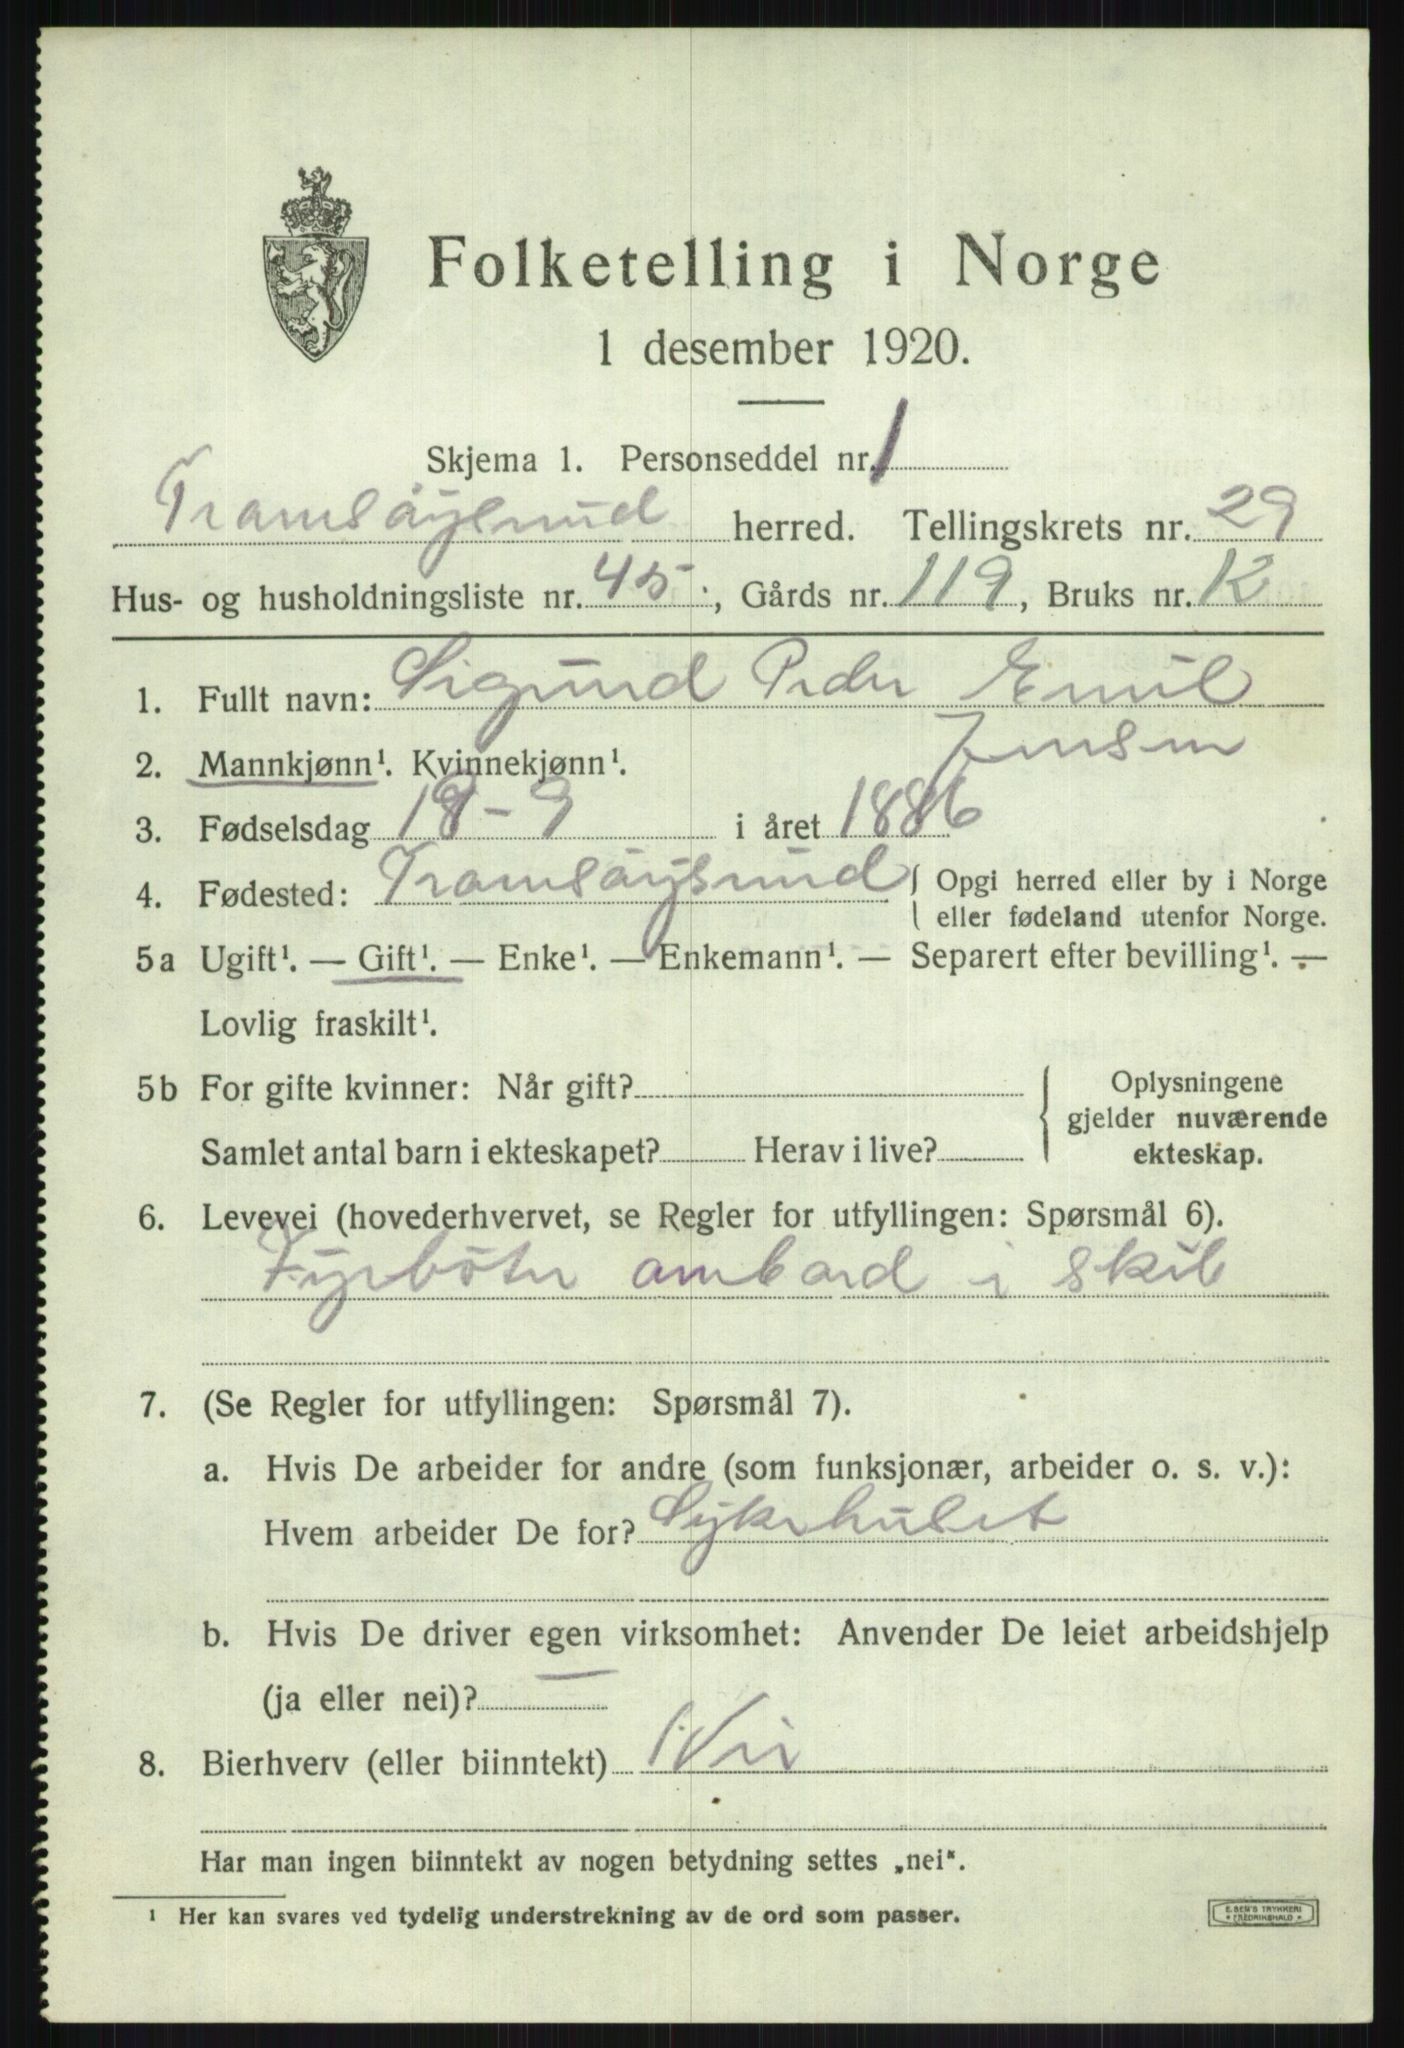 Folketelling i Norge
1 desember 1920.
Skjema 1. Personseddel nr. 1
Tromsøysund herred. Tellingskrets nr. 29
Hus- og husholdningsliste nr. 45., Gårds nr. 119, Bruks nr. K
1. Fullt navn: Sigurd Peder Emil
Jensen
2. Mannkjønn¹. Kvinnekjønn¹.
3. Fødselsdag 18-9 i året 1886
4. Fødested: Tromsøysund { Opgi herred eller by i Norge
eller fødeland utenfor Norge.
5a Ugift¹. — Gift¹. — Enke¹. — Enkemann¹. — Separert efter bevilling¹. —
Lovlig fraskilt¹.
5b For gifte kvinner: Når gift? { Oplysningene
gjelder nuværende
Samlet antal barn i ekteskapet? Herav i live? ekteskap.
6. Levevei (hovederhvervet, se Regler for utfyllingen: Spørsmål 6).
Fyrböter ambord i skib
7. (Se Regler for utfyllingen: Spørsmål 7).
a. Hvis De arbeider for andre (som funksjonær, arbeider o. s. v.):
Hvem arbeider De for? Sykehuset
b. Hvis De driver egen virksomhet: Anvender De leiet arbeidshjelp
(ja eller nei)?
8. Bierhverv (eller biinntekt) Nei
Har man ingen biinntekt av nogen betydning settes „nei".
¹ Her kan svares ved tydelig understrekning av de ord som passer.
E. SEM'S TRYKKERI
* FREDRIKSHALD *